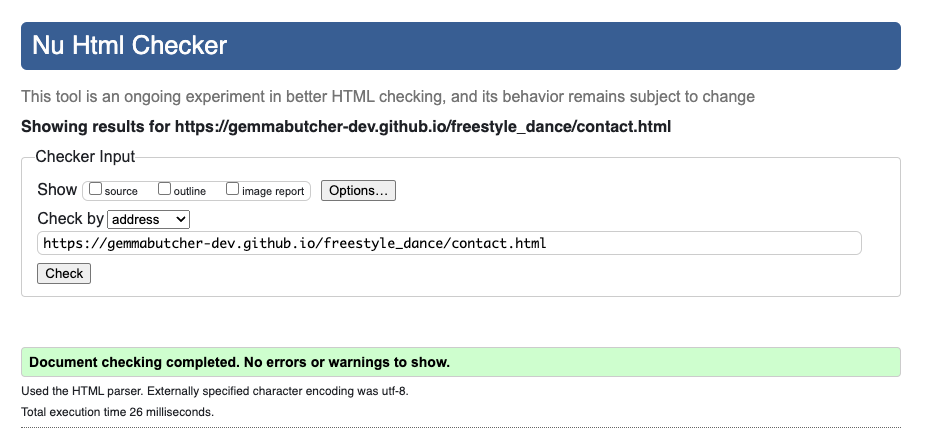 Nu Html Checker
This tool is an ongoing experiment in better HTML checking, and its behavior remains subject to change
Showing results for https://gemmabutcher-dev.github.io/freestyle_dance/contact.html
Checker Input
Show source outline image report Options...
Check by address
https://gemmabutcher-dev.github.io/freestyle_dance/contact.html
Check
Document checking completed. No errors or warnings to show.
Used the HTML parser. Externally specified character encoding was utf-8.
Total execution time 26 milliseconds.